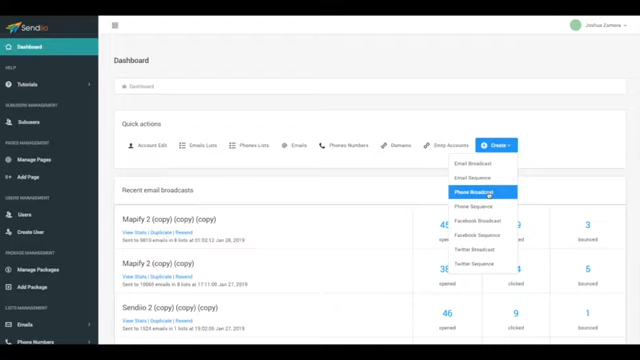 Sendiio
Joshua Zamora
Dashboard
HELP
Tutorials
SUBUSERS MANAGEMENT
Subusers
PAGES MANAGEMENT
Manage Pages
Add Page
USERS MANAGEMENT
Users
Create User
PACKAGE MANAGEMENT
Manage Packages
Add Package
LISTS MANAGEMENT
Emails
Phone Numbers
Dashboard
Dashboard
Quick actions
Account Edit
Emails Lists
Phones Lists
Emails
Phones Numbers
Domains
Smtp Accounts
Create
Email Broadcast
Email Sequence
Phone Broadcast
Phone Sequence
Facebook Broadcast
Facebook Sequence
Twitter Broadcast
Twitter Sequence
Recent email broadcasts
Mapify 2 (copy) (copy) (copy)
View Stats | Duplicate | Resend
Sent to 9813 emails in 8 lists at 01:52:12 Jan 28, 2019
opened
clicked
3
bounced
Mapify 2 (copy) (copy)
View Stats | Duplicate | Resend
Sent to 10065 emails in 8 lists at 17:00:11 Jan 27, 2019
opened
clicked
5
bounced
Sendiio 2 (copy) (copy) (copy)
View Stats | Duplicate | Resend
Sent to 1524 emails in 1 lists at 19:02:05 Jan 27, 2019
46
opened
9
clicked
1
bounced